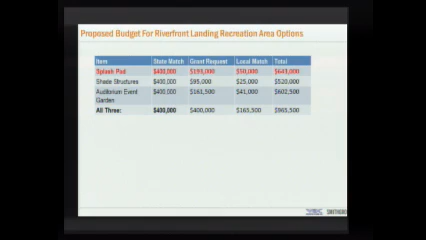 Proposed Budget For Riverfront Landing Recreation Area Options
Item State Match Grant Request Local Match Total
Splash Pad $400,000 $193,000 $50,000 $643,000
Shade Structures $400,000 $95,000 $25,000 $520,000
Auditorium Event Garden $400,000 $161,500 $41,000 $602,500
All Three: $400,000 $400,000 $165,500 $965,500